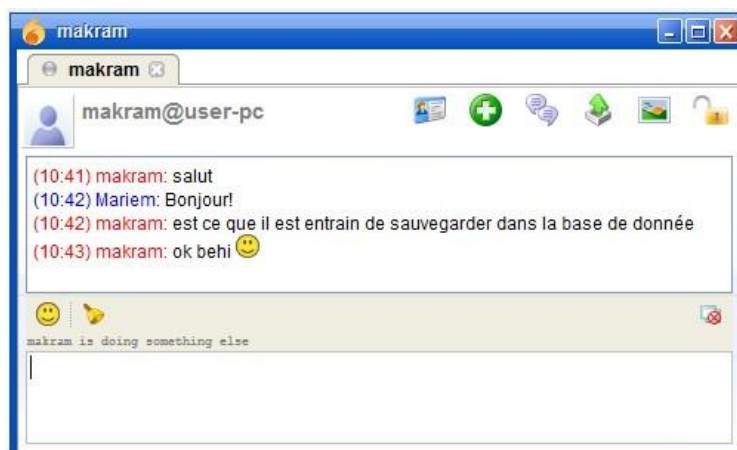 makram
makram
makram@user-pc
(10:41) makram: salut
(10:42) Mariem: Bonjour!
(10:42) makram: est ce que il est entrain de sauvegarder dans la base de donnée
(10:43) makram: ok behi
makram is doing something else